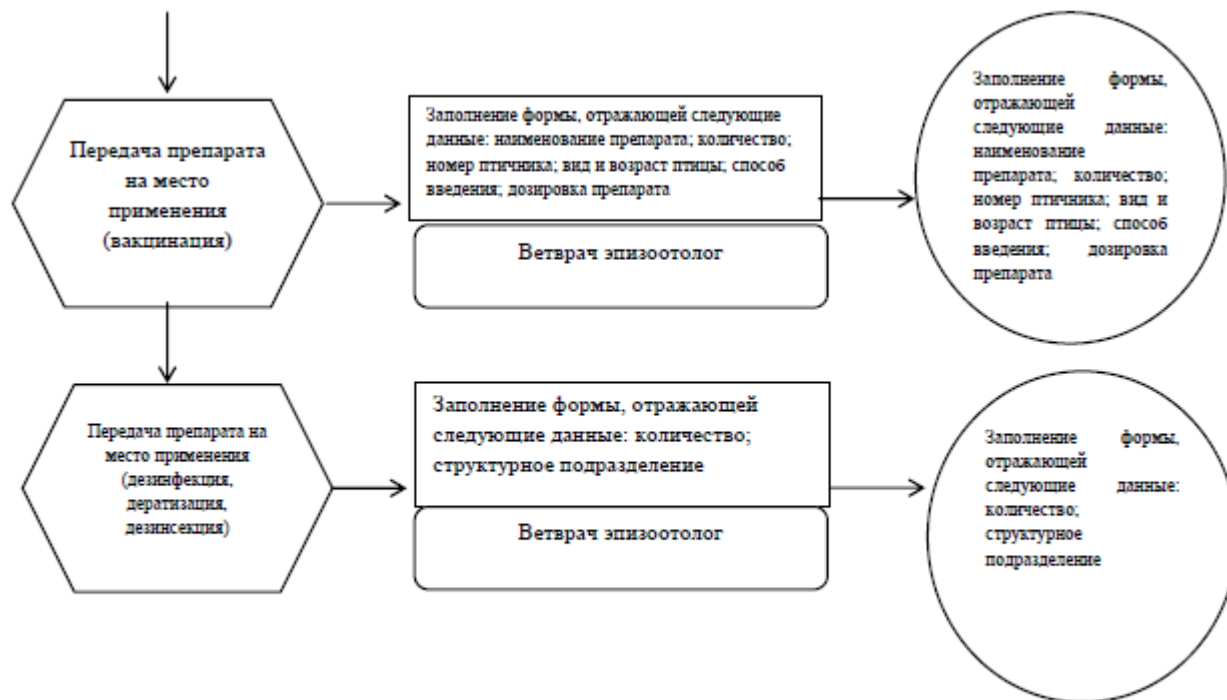 Передача препарата
на место
применения
(вакцинация)
Заполнение формы, отражающей следующие
данные: наименование препарата; количество;
номер птичника; вид и возраст птицы; способ
введения; дозировка препарата
Ветврач эпизоотолог
Заполнение формы,
отражающей
следующие данные:
наименование
препарата; количество;
номер птичника; вид и
возраст птицы; способ
введения; дозировка
препарата
Передача препарата на
место применения
(дезинфекция,
дератизация,
дезинсекция)
Заполнение формы, отражающей
следующие данные: количество;
структурное подразделение
Ветврач эпизоотолог
Заполнение формы,
отражающей
следующие данные:
количество;
структурное
подразделение